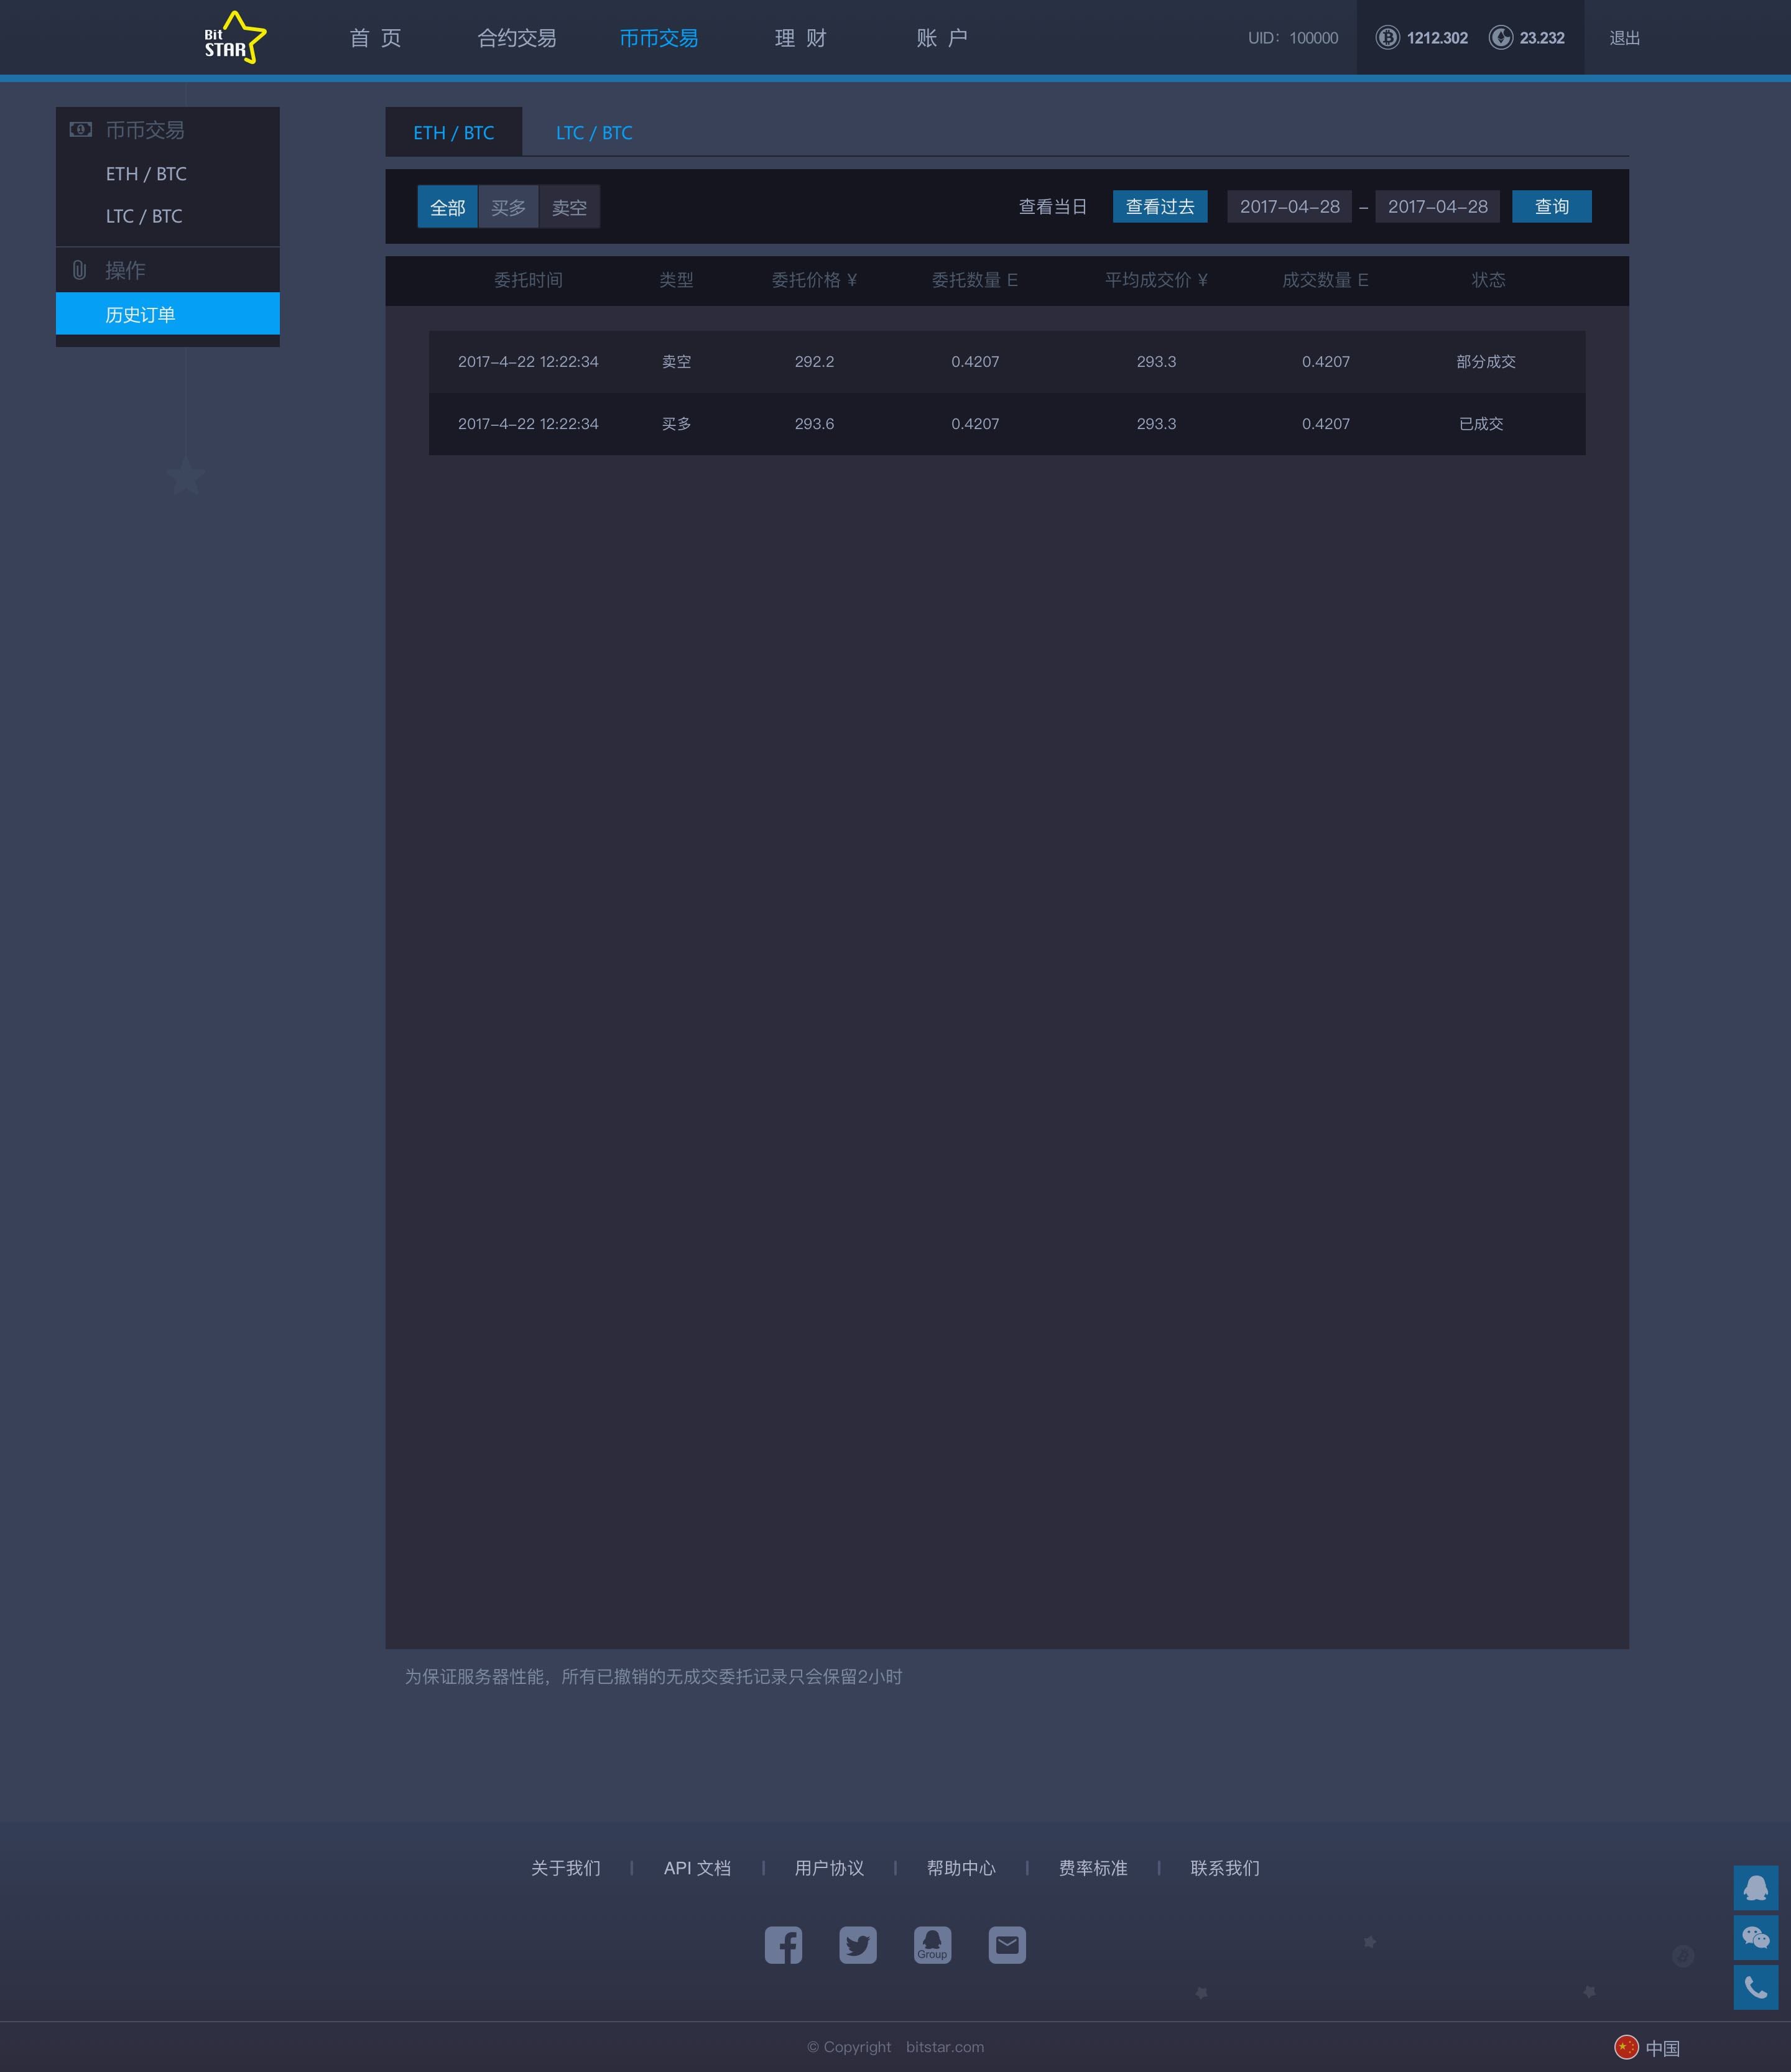 Bit
STAR
首 页 合约交易 币币交易 理 财 账 户 UID：100000 1212.302 23.232 退出
币币交易
ETH / BTC
LTC / BTC
操作
历史订单
ETH / BTC LTC / BTC
全部 买多 卖空 查看当日 查看过去 2017-04-28 - 2017-04-28 查询
委托时间 类型 委托价格 ¥ 委托数量 E 平均成交价 ¥ 成交数量 E 状态
2017-4-22 12:22:34 卖空 292.2 0.4207 293.3 0.4207 部分成交
2017-4-22 12:22:34 买多 293.6 0.4207 293.3 0.4207 已成交
为保证服务器性能，所有已撤销的无成交委托记录只会保留2小时
关于我们 | API 文档 | 用户协议 | 帮助中心 | 费率标准 | 联系我们
Group
© Copyright bitstar.com 中国